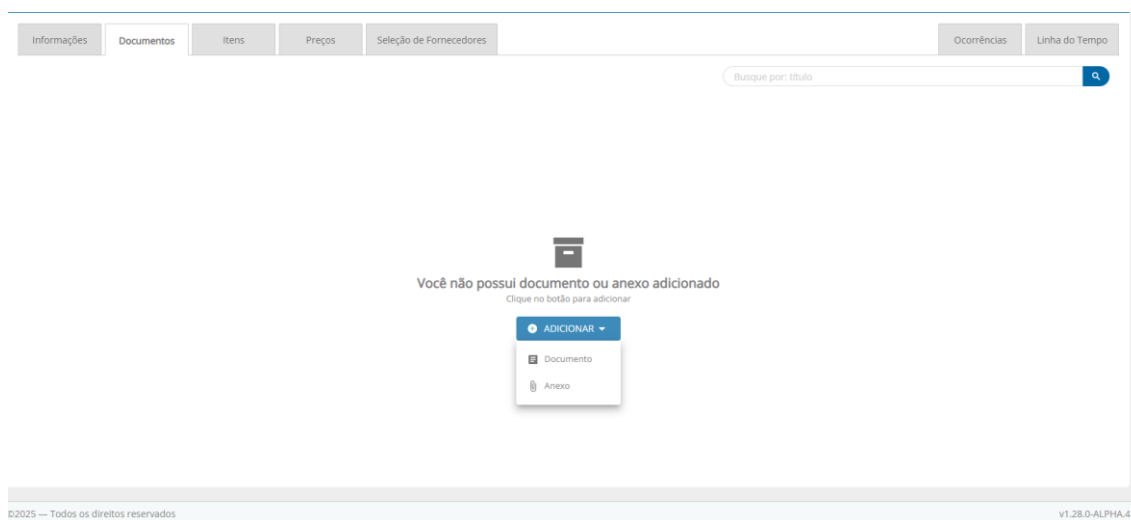 Informações Documentos Itens Preços Seleção de Fornecedores Ocorrências Linha do Tempo
Busque por: título
Você não possui documento ou anexo adicionado
Clique no botão para adicionar
ADICIONAR
Documento
Anexo
©2025 — Todos os direitos reservados v1.28.0-ALPHA.4